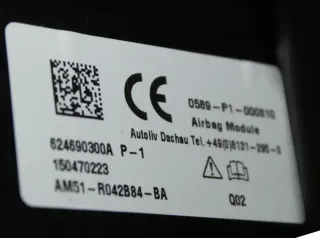 CE
0589-P1-000810
Airbag Module
Autoliv Dachau Tel.+49(0)8131-295-0
624690300A P-1
150470223
AM51-R042B84-BA
Q02